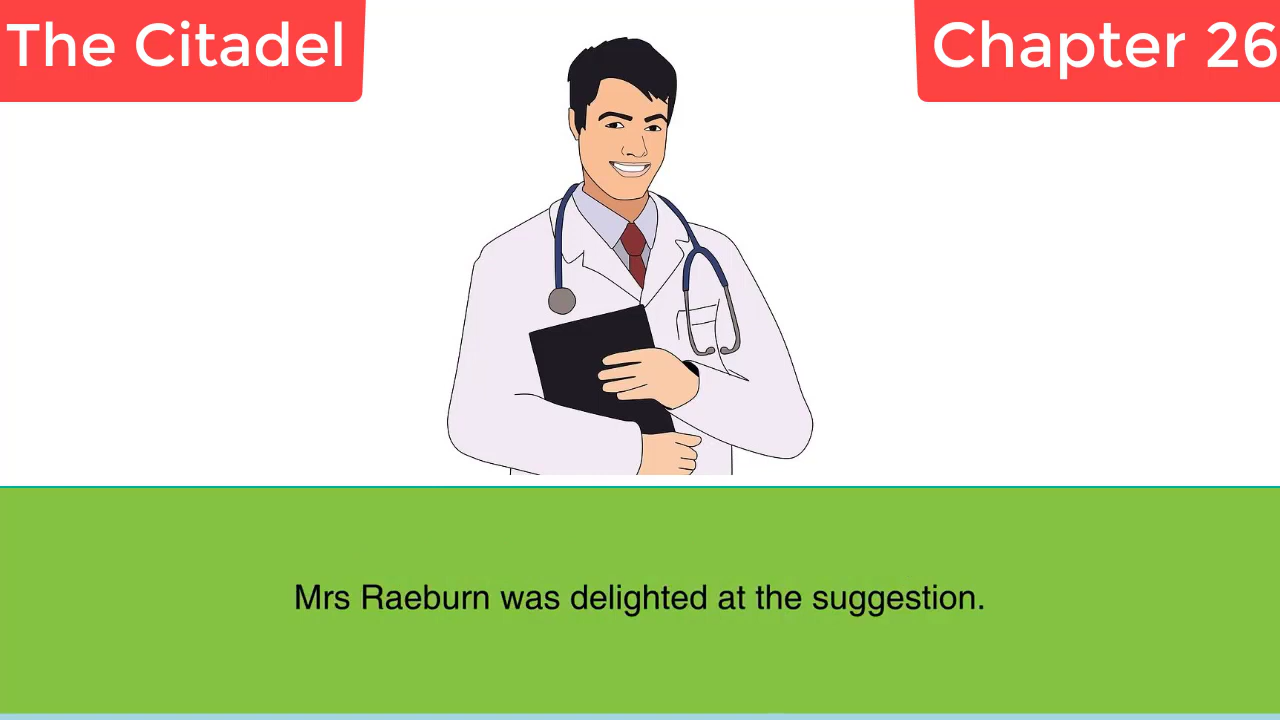 The Citadel
Chapter 26
Mrs Raeburn was delighted at the suggestion.